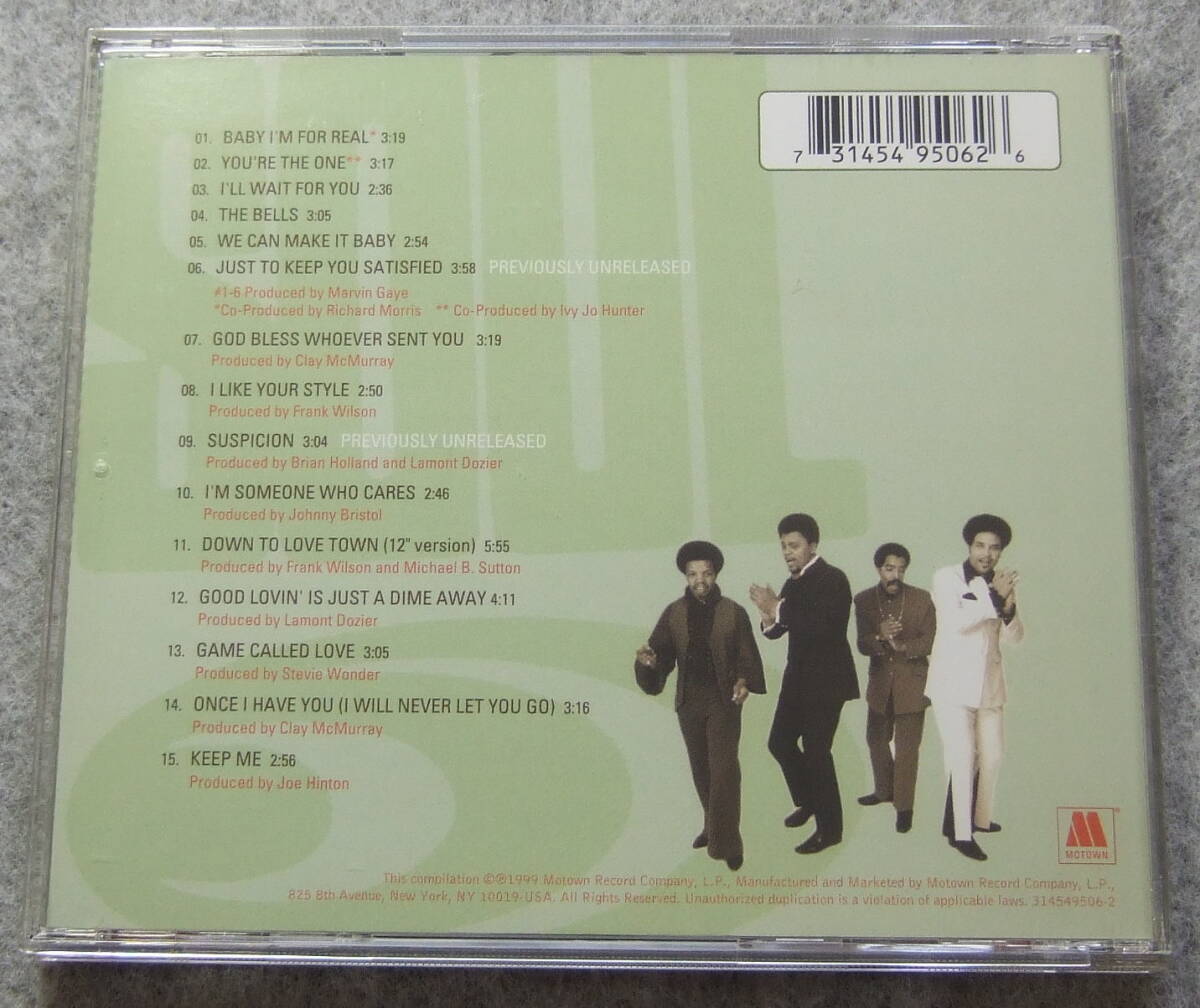 7 31454 95062 6
01. BABY I'M FOR REAL* 3:19
02. YOU'RE THE ONE** 3:17
03. I'LL WAIT FOR YOU 2:36
04. THE BELLS 3:05
05. WE CAN MAKE IT BABY 2:54
06. JUST TO KEEP YOU SATISFIED 3:58 PREVIOUSLY UNRELEASED
#1-6 Produced by Marvin Gaye
*Co-Produced by Richard Morris ** Co-Produced by Ivy Jo Hunter
07. GOD BLESS WHOEVER SENT YOU 3:19
Produced by Clay McMurray
08. I LIKE YOUR STYLE 2:50
Produced by Frank Wilson
09. SUSPICION 3:04 PREVIOUSLY UNRELEASED
Produced by Brian Holland and Lamont Dozier
10. I'M SOMEONE WHO CARES 2:46
Produced by Johnny Bristol
11. DOWN TO LOVE TOWN (12" version) 5:55
Produced by Frank Wilson and Michael B. Sutton
12. GOOD LOVIN' IS JUST A DIME AWAY 4:11
Produced by Lamont Dozier
13. GAME CALLED LOVE 3:05
Produced by Stevie Wonder
14. ONCE I HAVE YOU (I WILL NEVER LET YOU GO) 3:16
Produced by Clay McMurray
15. KEEP ME 2:56
Produced by Joe Hinton
MOTOWN
This compilation ©℗1999 Motown Record Company, L.P., Manufactured and Marketed by Motown Record Company, L.P.,
825 8th Avenue, New York, NY 10019-USA. All Rights Reserved. Unauthorized duplication is a violation of applicable laws. 314549506-2